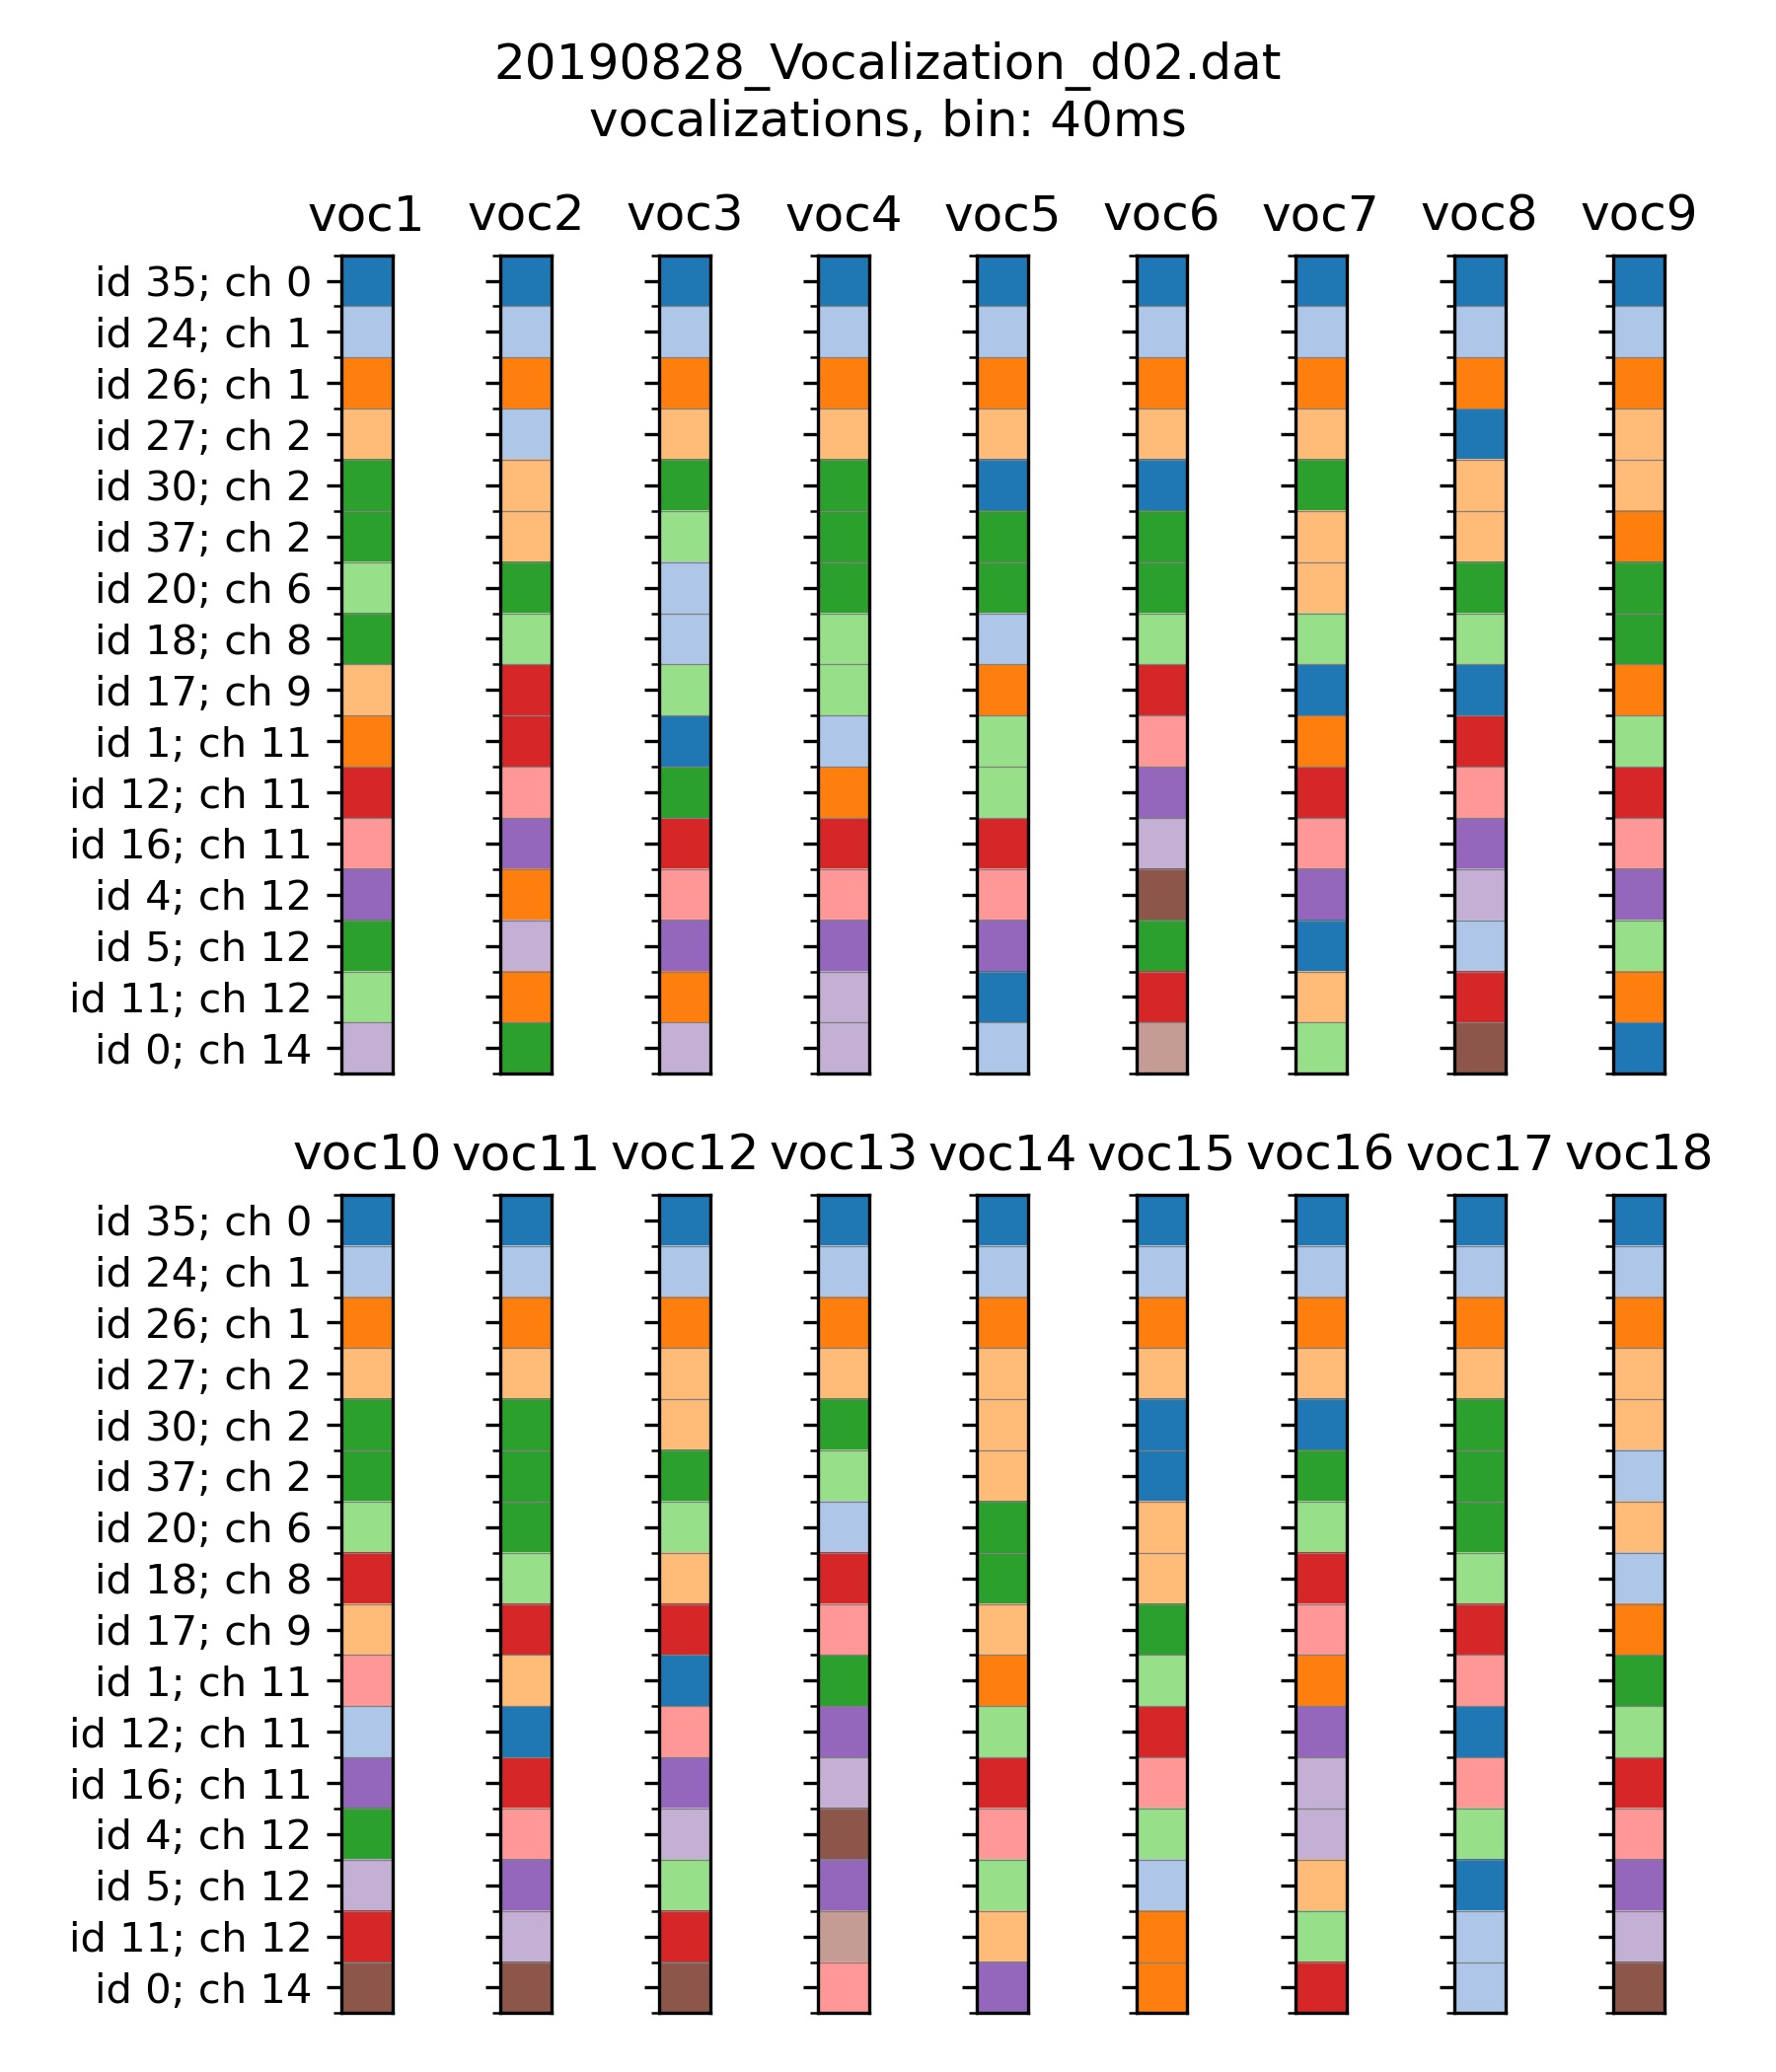 20190828_Vocalization_d02.dat
vocalizations, bin: 40ms
voc1 voc2 voc3 voc4 voc5 voc6 voc7 voc8 voc9
id 35; ch 0
id 24; ch 1
id 26; ch 1
id 27; ch 2
id 30; ch 2
id 37; ch 2
id 20; ch 6
id 18; ch 8
id 17; ch 9
id 1; ch 11
id 12; ch 11
id 16; ch 11
id 4; ch 12
id 5; ch 12
id 11; ch 12
id 0; ch 14
voc10 voc11 voc12 voc13 voc14 voc15 voc16 voc17 voc18
id 35; ch 0
id 24; ch 1
id 26; ch 1
id 27; ch 2
id 30; ch 2
id 37; ch 2
id 20; ch 6
id 18; ch 8
id 17; ch 9
id 1; ch 11
id 12; ch 11
id 16; ch 11
id 4; ch 12
id 5; ch 12
id 11; ch 12
id 0; ch 14